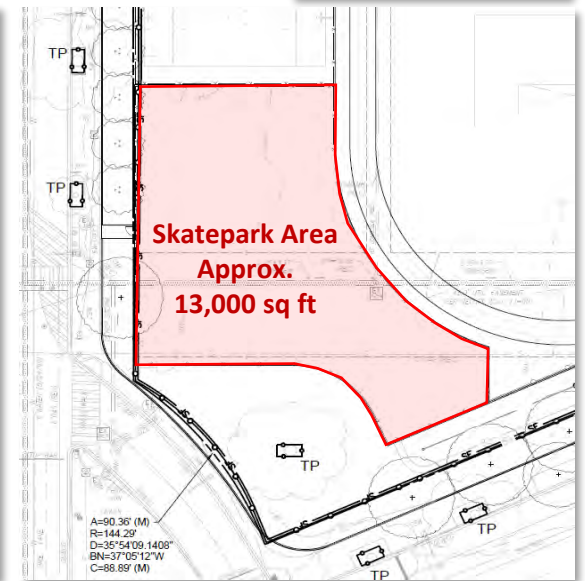 TP
TP
Skatepark Area
Approx.
13,000 sq ft
TP
TP
TP
A=90.36' (M)
R=144.29'
D=35°54'09.1408"
BN=37°05'12"W
C=88.89' (M)